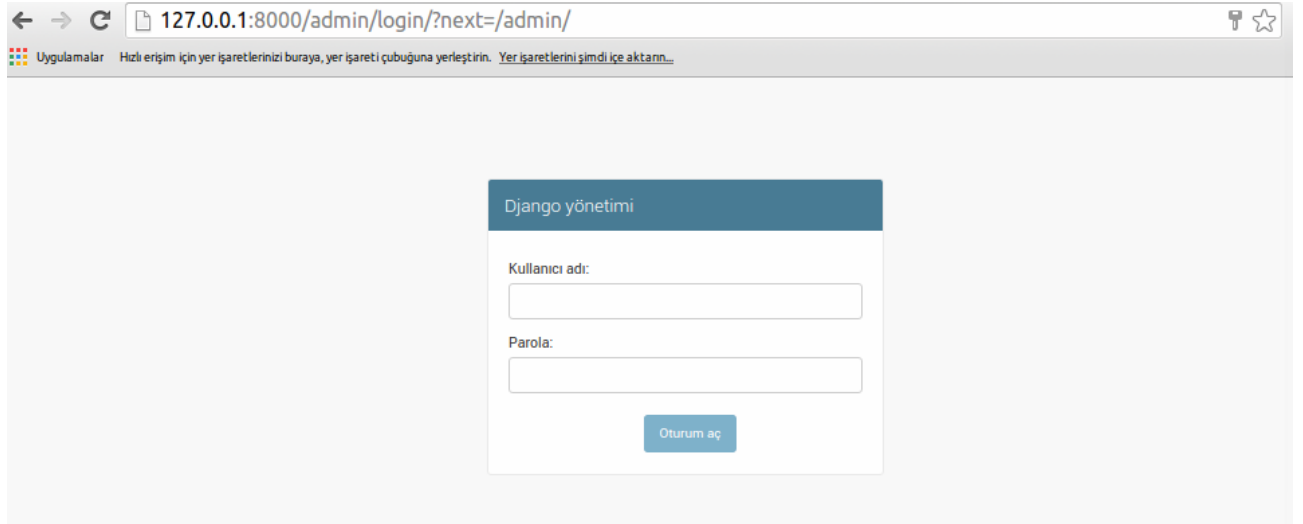 127.0.0.1:8000/admin/login/?next=/admin/
Uygulamalar Hızlı erişim için yer işaretlerinizi buraya, yer işareti çubuğuna yerleştirin. Yer işaretlerini şimdi içe aktarın...
Django yönetimi
Kullanıcı adı:
Parola:
Oturum aç